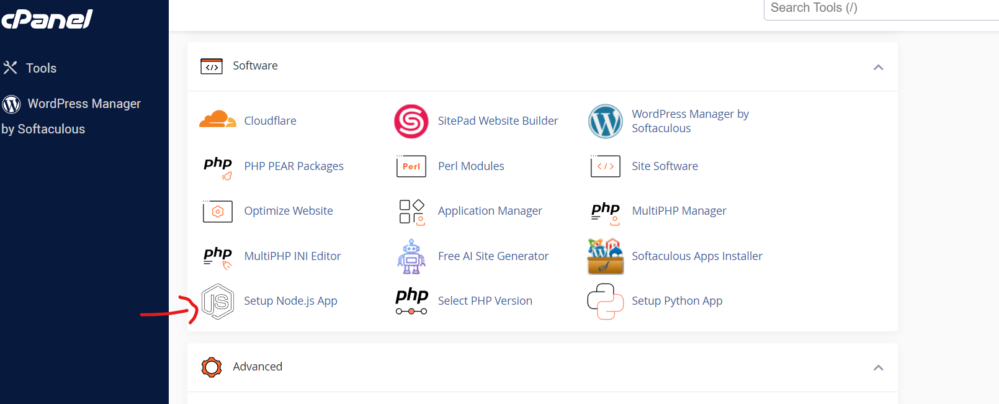 cPanel
Search Tools (/)
Tools
WordPress Manager
by Softaculous
Software
Cloudflare
SitePad Website Builder
WordPress Manager by
Softaculous
php
PHP PEAR Packages
Perl
Perl Modules
</>
Site Software
Optimize Website
Application Manager
php
MultiPHP Manager
php
MultiPHP INI Editor
Free AI Site Generator
Softaculous Apps Installer
JS
Setup Node.js App
php
Select PHP Version
Setup Python App
Advanced